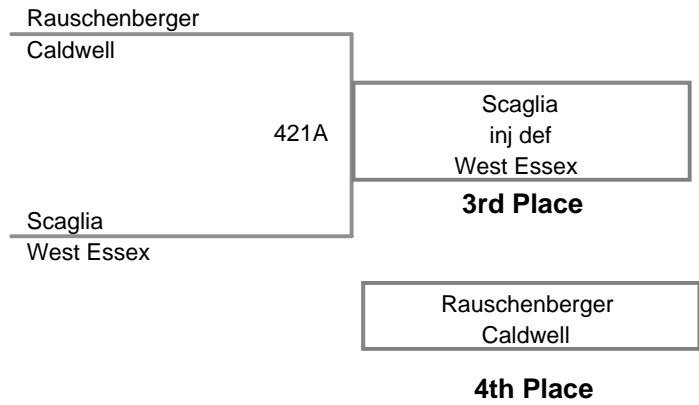 Rauschenberger
Caldwell
421A
Scaglia
inj def
West Essex
3rd Place
Scaglia
West Essex
Rauschenberger
Caldwell
4th Place